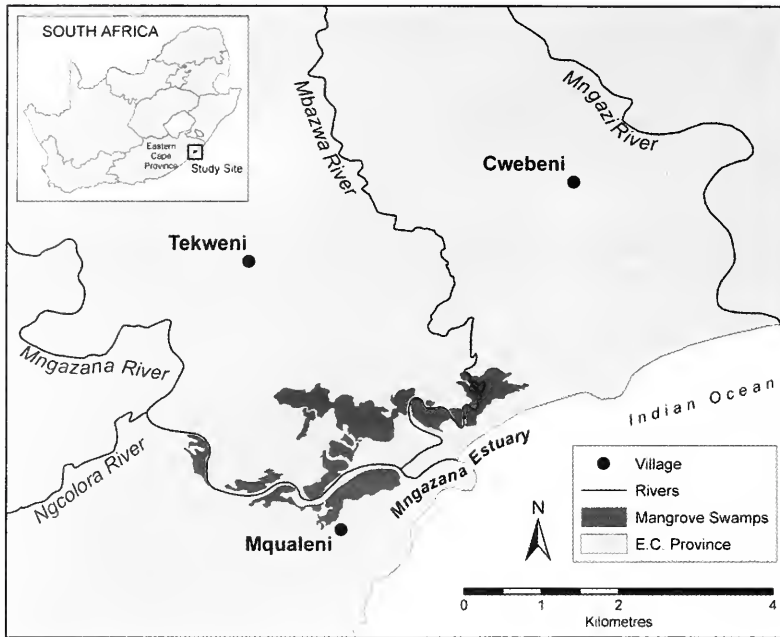 SOUTH AFRICA
Eastern
Cape
Province
Study Site
Mbazwa River
Mngazi River
Cwebeni
Tekweni
Mngazana River
Ngcolora River
Indian Ocean
Mngazana Estuary
Mqualeni
Village
Rivers
Mangrove Swamps
E.C. Province
N
0 1 2 4
Kilometres